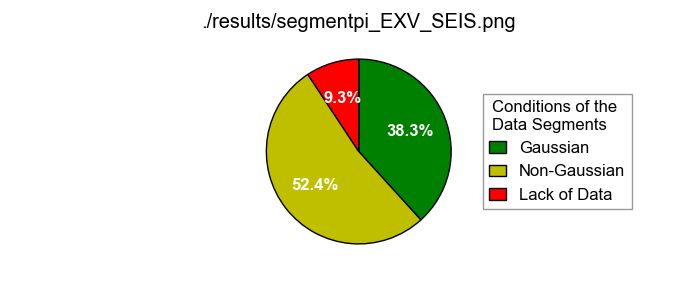 ./results/segmentpi_EXV_SEIS.png
9.3%
38.3%
52.4%
Conditions of the
Data Segments
Gaussian
Non-Gaussian
Lack of Data